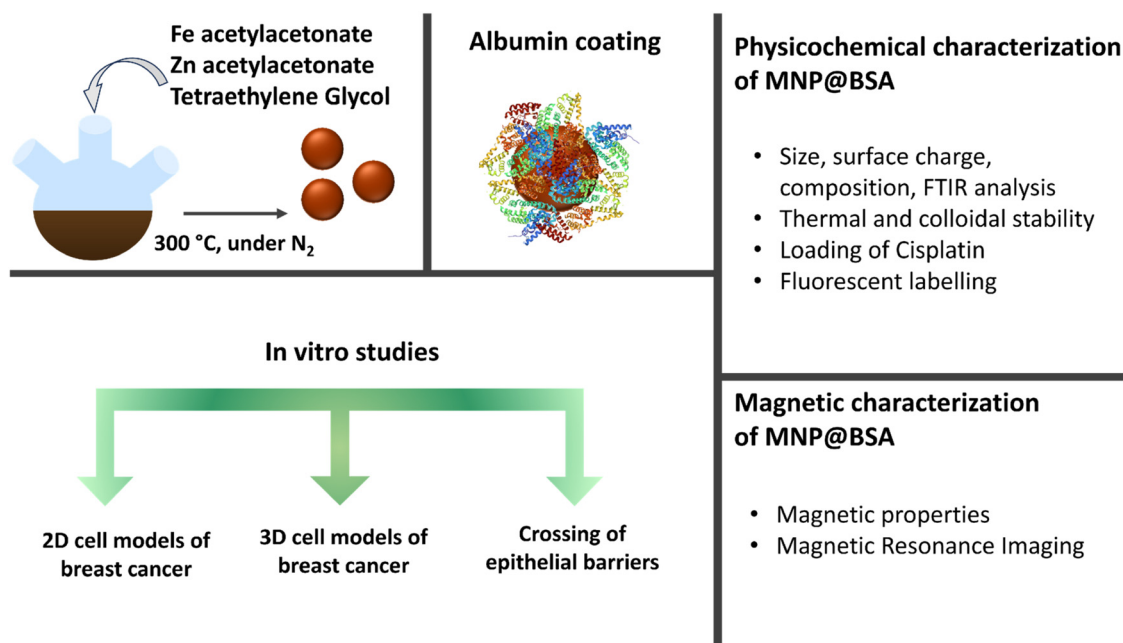 Fe acetylacetonate
Zn acetylacetonate
Tetraethylene Glycol
300 °C, under N₂
Albumin coating
Physicochemical characterization
of MNP@BSA
• Size, surface charge,
composition, FTIR analysis
• Thermal and colloidal stability
• Loading of Cisplatin
• Fluorescent labelling
In vitro studies
2D cell models of
breast cancer
3D cell models of
breast cancer
Crossing of
epithelial barriers
Magnetic characterization
of MNP@BSA
• Magnetic properties
• Magnetic Resonance Imaging